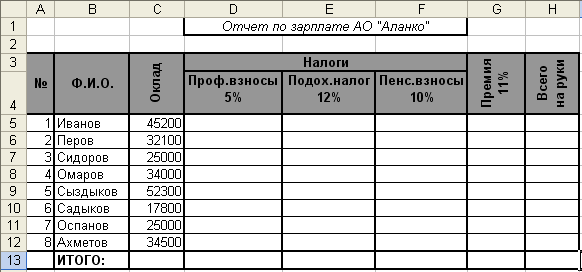 A B C D E F G H
1 Отчет по зарплате АО "Аланко"
2
3 № Ф.И.О. Оклад Налоги Премия 11% Всего на руки
4 Проф.взносы 5% Подох.налог 12% Пенс.взносы 10%
5 1 Иванов 45200
6 2 Перов 32100
7 3 Сидоров 25000
8 4 Омаров 34000
9 5 Сыздыков 52300
10 6 Садыков 17800
11 7 Оспанов 25000
12 8 Ахметов 34500
13 ИТОГО: